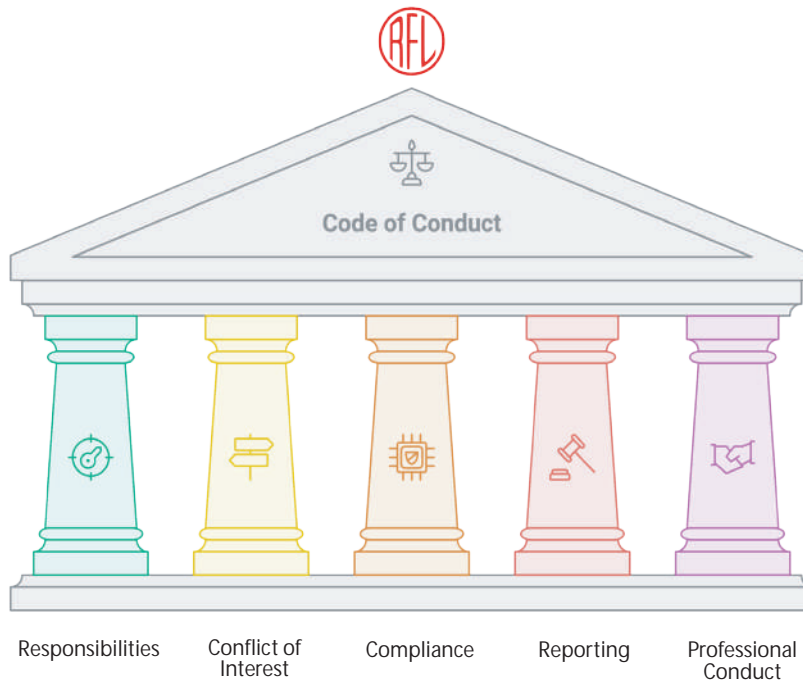 RFL
Code of Conduct
Responsibilities
Conflict of
Interest
Compliance
Reporting
Professional
Conduct